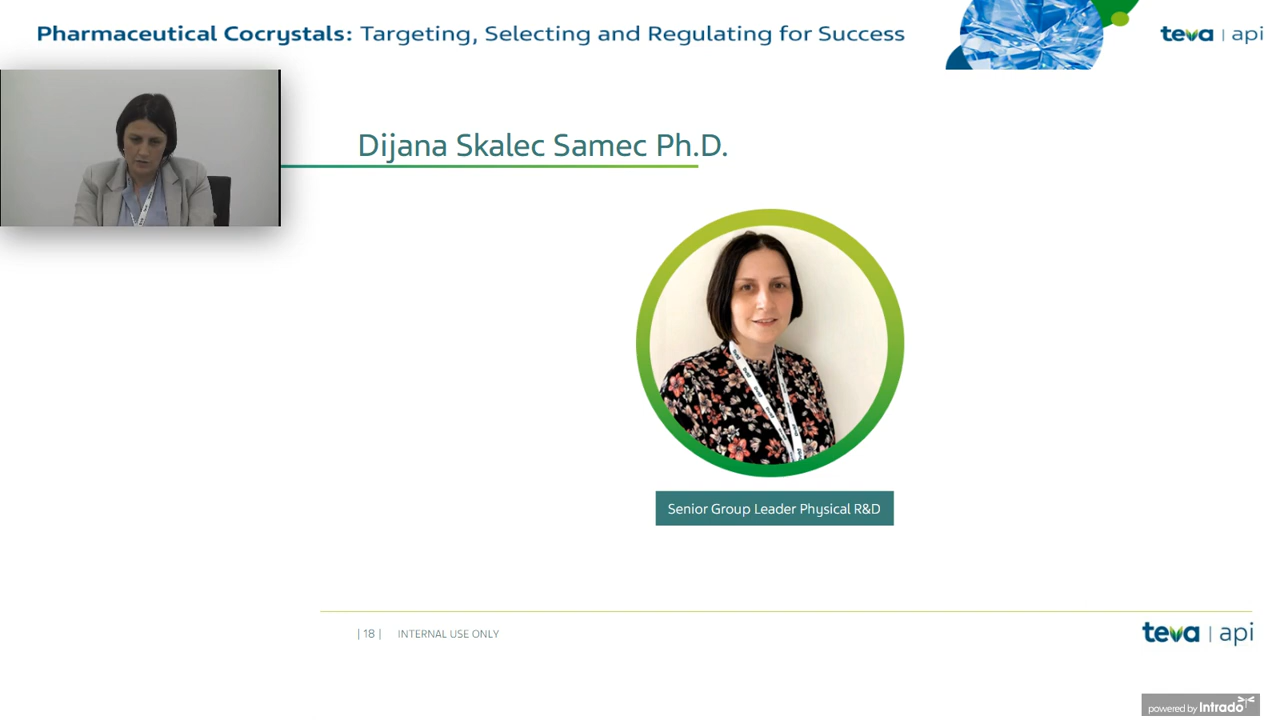 Pharmaceutical Cocrystals: Targeting, Selecting and Regulating for Success
teva | api
Dijana Skalec Samec Ph.D.
Senior Group Leader Physical R&D
| 18 | INTERNAL USE ONLY
teva | api
powered by Intrado